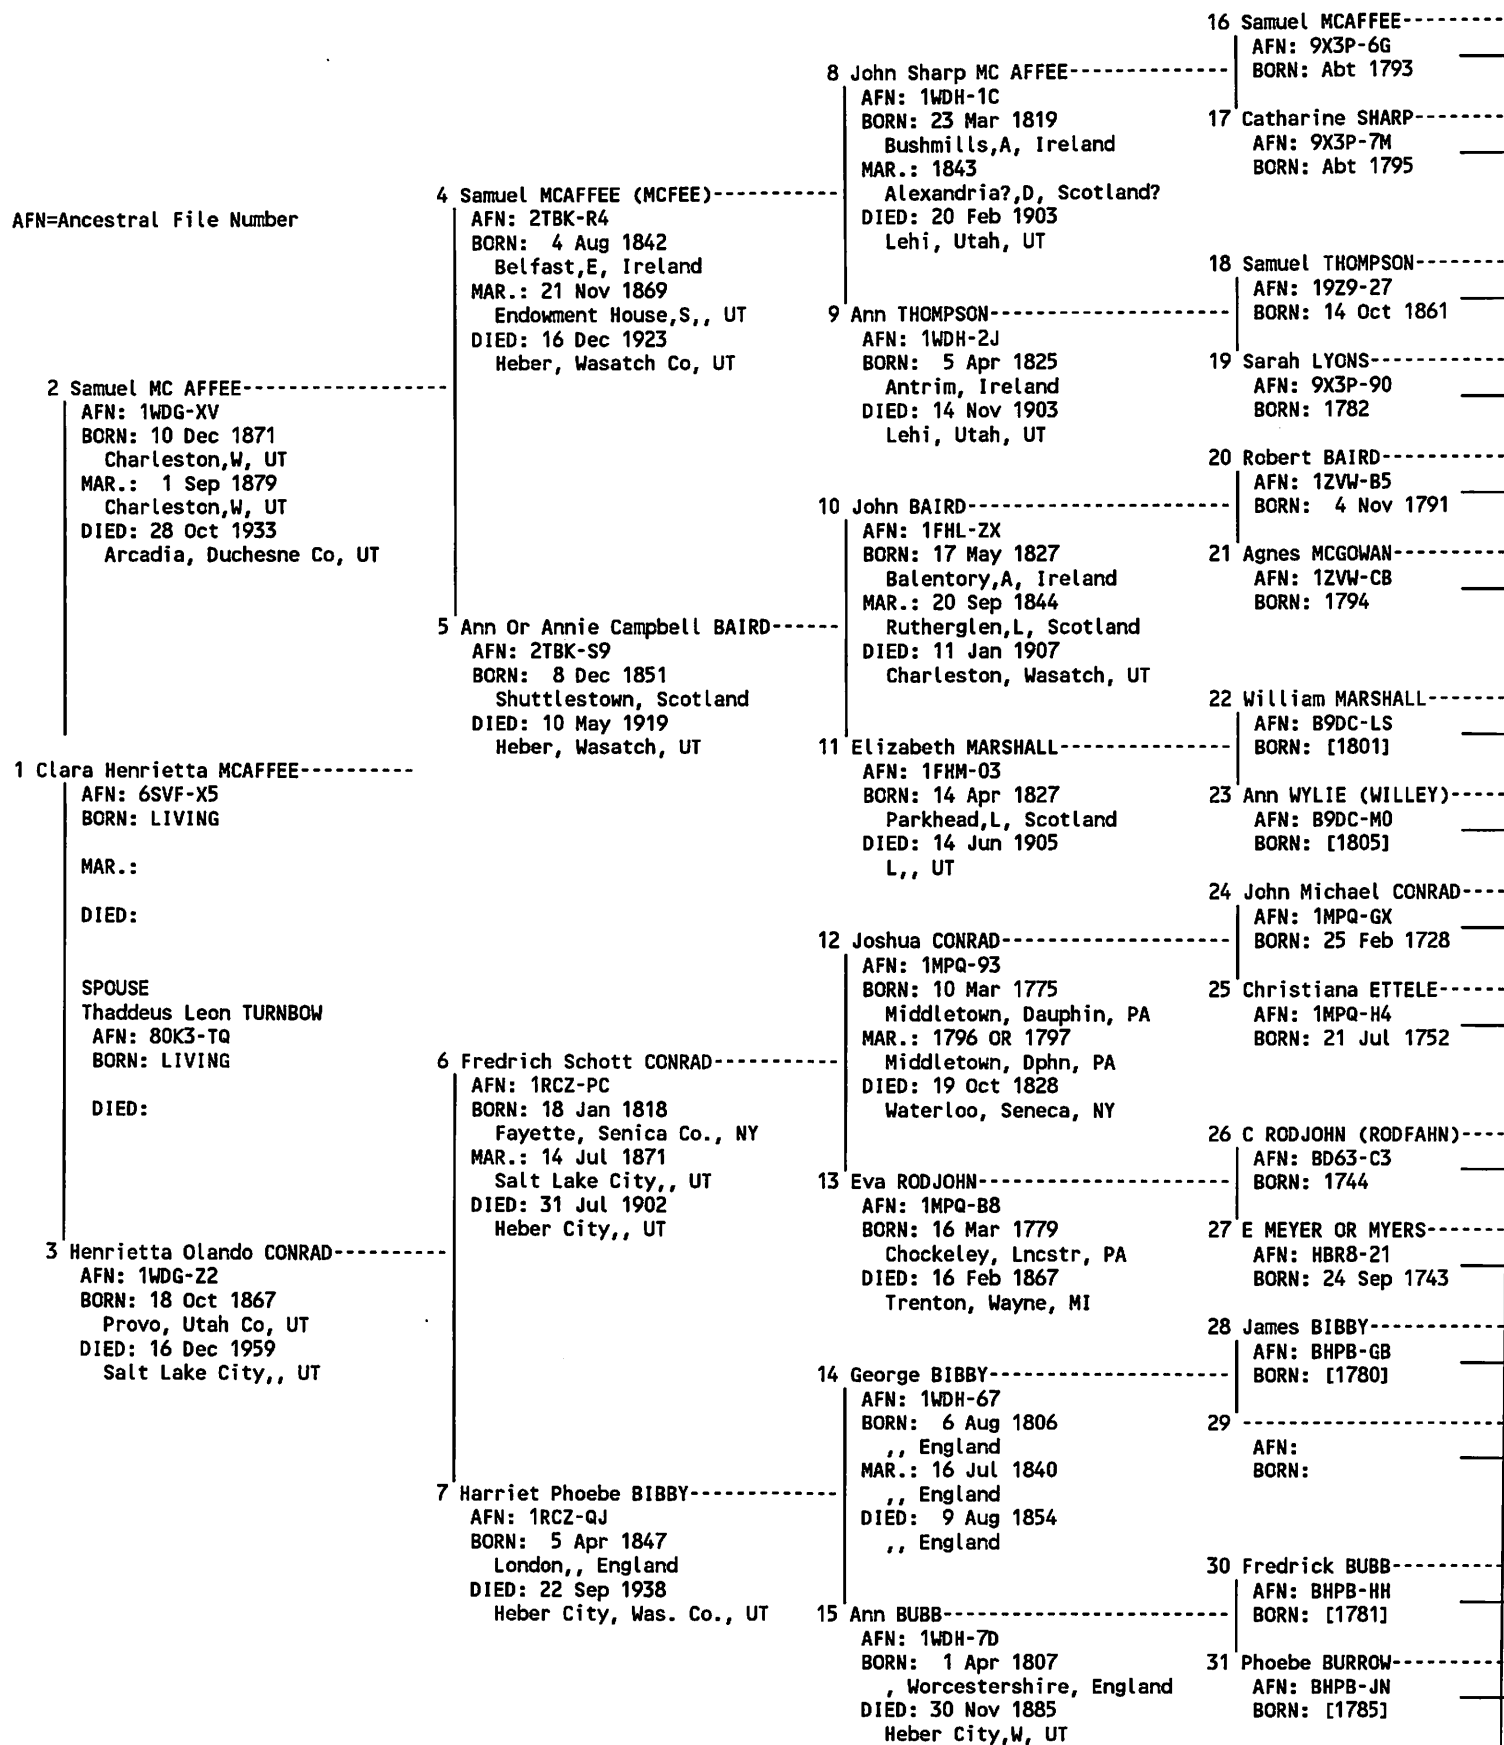 AFN=Ancestral File Number
1 Clara Henrietta MCAFFEE----------
AFN: 6SVF-X5
BORN: LIVING
MAR.:
DIED:
SPOUSE
Thaddeus Leon TURNBOW
AFN: 80K3-TQ
BORN: LIVING
DIED:
2 Samuel MC AFFEE-----------------
AFN: 1WDG-XV
BORN: 10 Dec 1871
Charleston,W, UT
MAR.: 1 Sep 1879
Charleston,W, UT
DIED: 28 Oct 1933
Arcadia, Duchesne Co, UT
3 Henrietta Olando CONRAD----------
AFN: 1WDG-Z2
BORN: 18 Oct 1867
Provo, Utah Co, UT
DIED: 16 Dec 1959
Salt Lake City,, UT
4 Samuel MCAFFEE (MCFEE)-----------
AFN: 2TBK-R4
BORN: 4 Aug 1842
Belfast,E, Ireland
MAR.: 21 Nov 1869
Endowment House,S,, UT
DIED: 16 Dec 1923
Heber, Wasatch Co, UT
5 Ann Or Annie Campbell BAIRD------
AFN: 2TBK-S9
BORN: 8 Dec 1851
Shuttlestown, Scotland
DIED: 10 May 1919
Heber, Wasatch, UT
6 Fredrich Schott CONRAD-----------
AFN: 1RCZ-PC
BORN: 18 Jan 1818
Fayette, Senica Co., NY
MAR.: 14 Jul 1871
Salt Lake City,, UT
DIED: 31 Jul 1902
Heber City,, UT
7 Harriet Phoebe BIBBY-------------
AFN: 1RCZ-QJ
BORN: 5 Apr 1847
London,, England
DIED: 22 Sep 1938
Heber City, Was. Co., UT
8 John Sharp MC AFFEE--------------
AFN: 1WDH-1C
BORN: 23 Mar 1819
Bushmills,A, Ireland
MAR.: 1843
Alexandria?,D, Scotland?
DIED: 20 Feb 1903
Lehi, Utah, UT
9 Ann THOMPSON---------------------
AFN: 1WDH-2J
BORN: 5 Apr 1825
Antrim, Ireland
DIED: 14 Nov 1903
Lehi, Utah, UT
10 John BAIRD-----------------------
AFN: 1FHL-ZX
BORN: 17 May 1827
Balentory,A, Ireland
MAR.: 20 Sep 1844
Rutherglen,L, Scotland
DIED: 11 Jan 1907
Charleston, Wasatch, UT
11 Elizabeth MARSHALL---------------
AFN: 1FHM-03
BORN: 14 Apr 1827
Parkhead,L, Scotland
DIED: 14 Jun 1905
L,, UT
12 Joshua CONRAD--------------------
AFN: 1MPQ-93
BORN: 10 Mar 1775
Middletown, Dauphin, PA
MAR.: 1796 OR 1797
Middletown, Dphn, PA
DIED: 19 Oct 1828
Waterloo, Seneca, NY
13 Eva RODJOHN----------------------
AFN: 1MPQ-B8
BORN: 16 Mar 1779
Chockeley, Lncstr, PA
DIED: 16 Feb 1867
Trenton, Wayne, MI
14 George BIBBY---------------------
AFN: 1WDH-67
BORN: 6 Aug 1806
,, England
MAR.: 16 Jul 1840
,, England
DIED: 9 Aug 1854
,, England
15 Ann BUBB-------------------------
AFN: 1WDH-7D
BORN: 1 Apr 1807
, Worcestershire, England
DIED: 30 Nov 1885
Heber City,W, UT
16 Samuel MCAFFEE---------
AFN: 9X3P-6G
BORN: Abt 1793
17 Catharine SHARP--------
AFN: 9X3P-7M
BORN: Abt 1795
18 Samuel THOMPSON--------
AFN: 19Z9-27
BORN: 14 Oct 1861
19 Sarah LYONS------------
AFN: 9X3P-90
BORN: 1782
20 Robert BAIRD-----------
AFN: 1ZVW-B5
BORN: 4 Nov 1791
21 Agnes MCGOWAN----------
AFN: 1ZVW-CB
BORN: 1794
22 William MARSHALL-------
AFN: B9DC-LS
BORN: [1801]
23 Ann WYLIE (WILLEY)-----
AFN: B9DC-M0
BORN: [1805]
24 John Michael CONRAD----
AFN: 1MPQ-GX
BORN: 25 Feb 1728
25 Christiana ETTELE------
AFN: 1MPQ-H4
BORN: 21 Jul 1752
26 C RODJOHN (RODFAHN)----
AFN: BD63-C3
BORN: 1744
27 E MEYER OR MYERS-------
AFN: HBR8-21
BORN: 24 Sep 1743
28 James BIBBY------------
AFN: BHPB-GB
BORN: [1780]
29 -----------------------
AFN:
BORN:
30 Fredrick BUBB----------
AFN: BHPB-HH
BORN: [1781]
31 Phoebe BURROW----------
AFN: BHPB-JN
BORN: [1785]